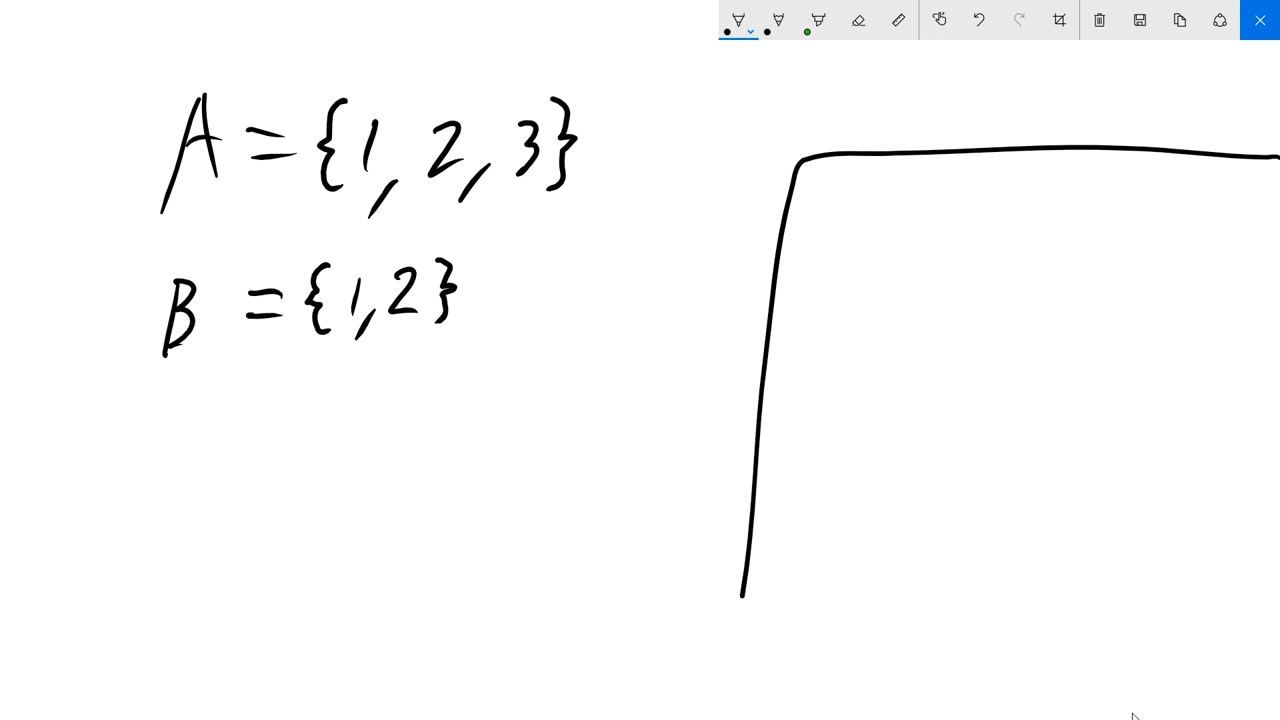 A = {1, 2, 3}
B = {1, 2}